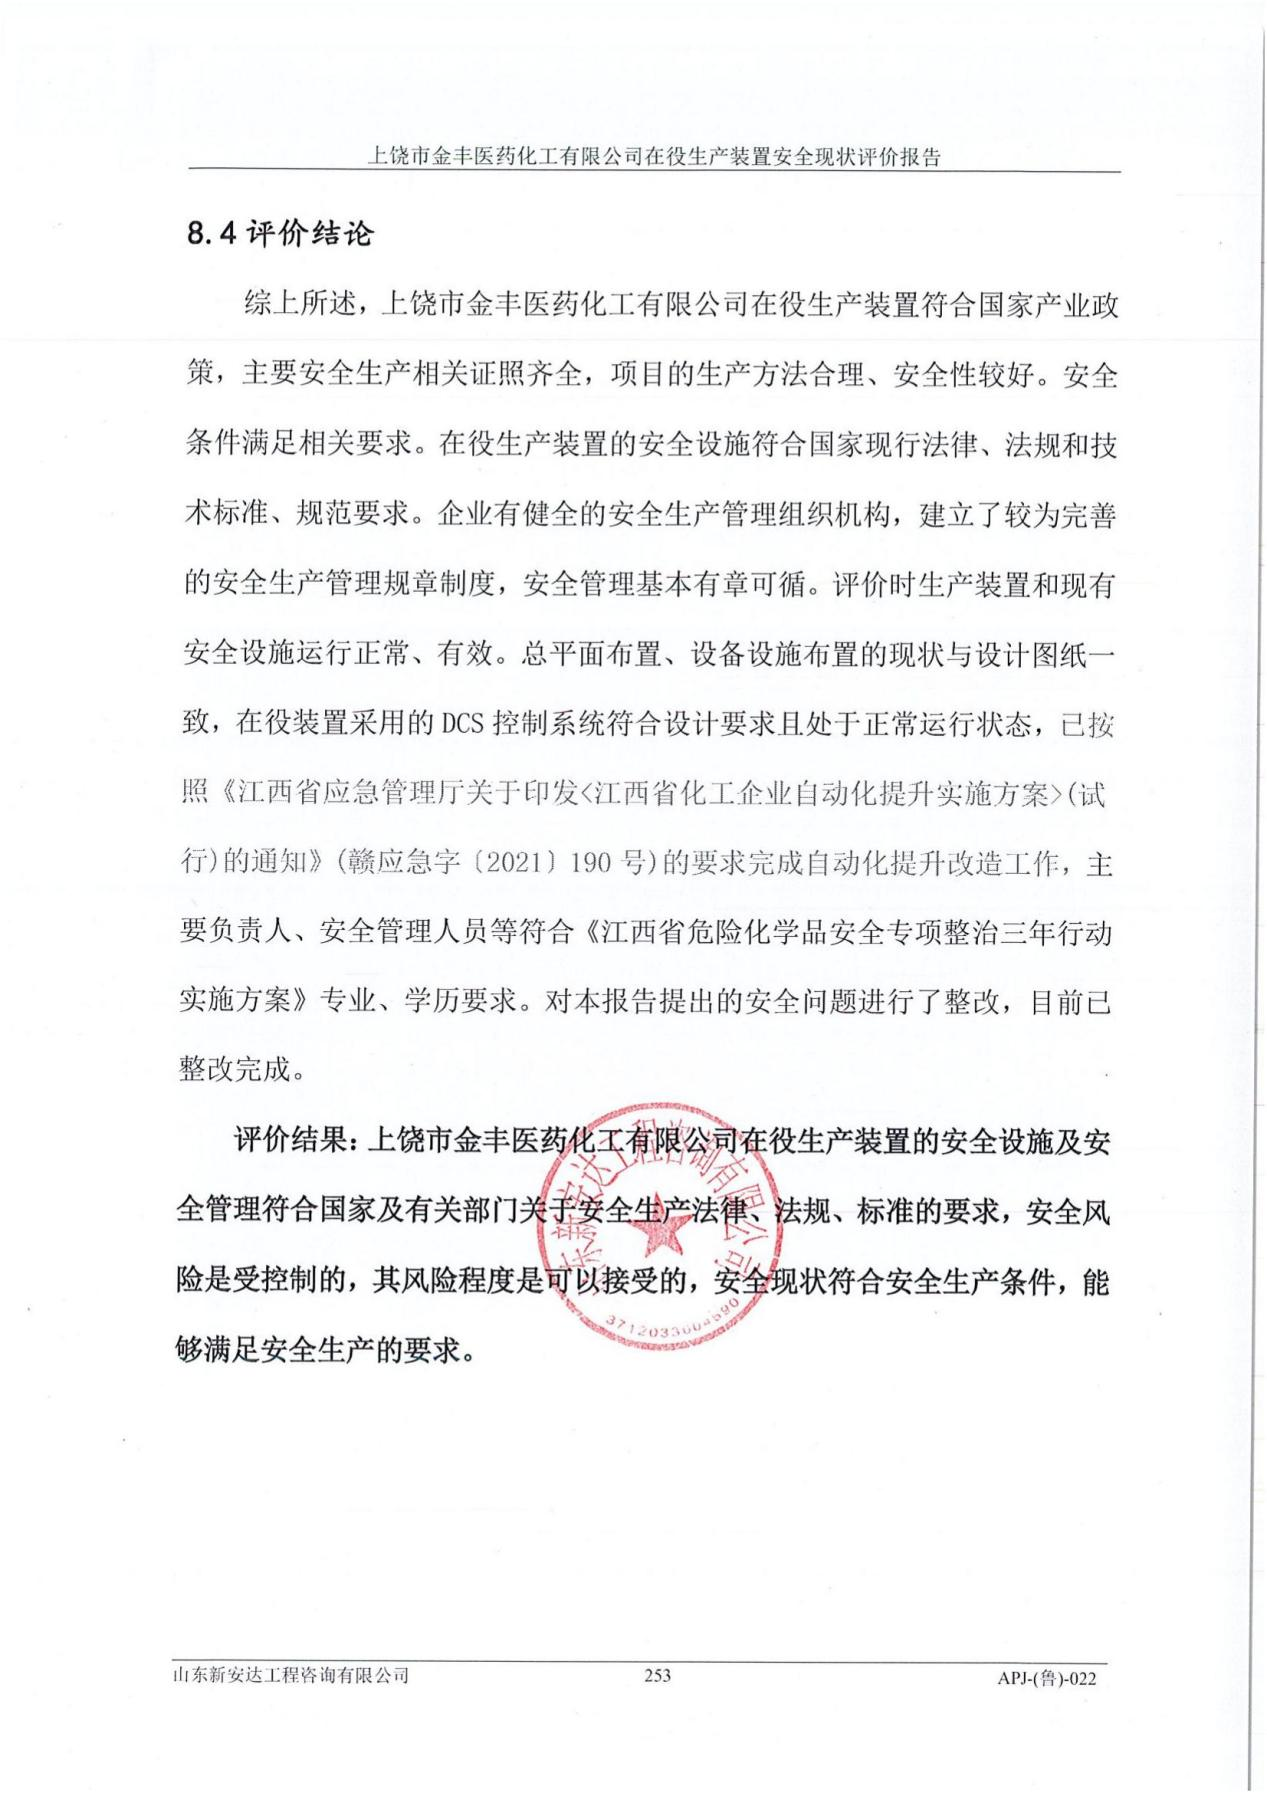 上饶市金丰医药化工有限公司在役生产装置安全现状评价报告
8.4 评价结论
综上所述，上饶市金丰医药化工有限公司在役生产装置符合国家产业政
策，主要安全生产相关证照齐全，项目的生产方法合理、安全性较好。安全
条件满足相关要求。在役生产装置的安全设施符合国家现行法律、法规和技
术标准、规范要求。企业有健全的安全生产管理组织机构，建立了较为完善
的安全生产管理规章制度，安全管理基本有章可循。评价时生产装置和现有
安全设施运行正常、有效。总平面布置、设备设施布置的现状与设计图纸一
致，在役装置采用的 DCS 控制系统符合设计要求且处于正常运行状态，已按
照《江西省应急管理厅关于印发<江西省化工企业自动化提升实施方案>(试
行)的通知》(赣应急字〔2021〕190 号)的要求完成自动化提升改造工作，主
要负责人、安全管理人员等符合《江西省危险化学品安全专项整治三年行动
实施方案》专业、学历要求。对本报告提出的安全问题进行了整改，目前已
整改完成。
评价结果：上饶市金丰医药化工有限公司在役生产装置的安全设施及安
全管理符合国家及有关部门关于安全生产法律、法规、标准的要求，安全风
险是受控制的，其风险程度是可以接受的，安全现状符合安全生产条件，能
够满足安全生产的要求。
山东新安达工程咨询有限公司
山东新安达工程咨询有限公司 253 APJ-(鲁)-022